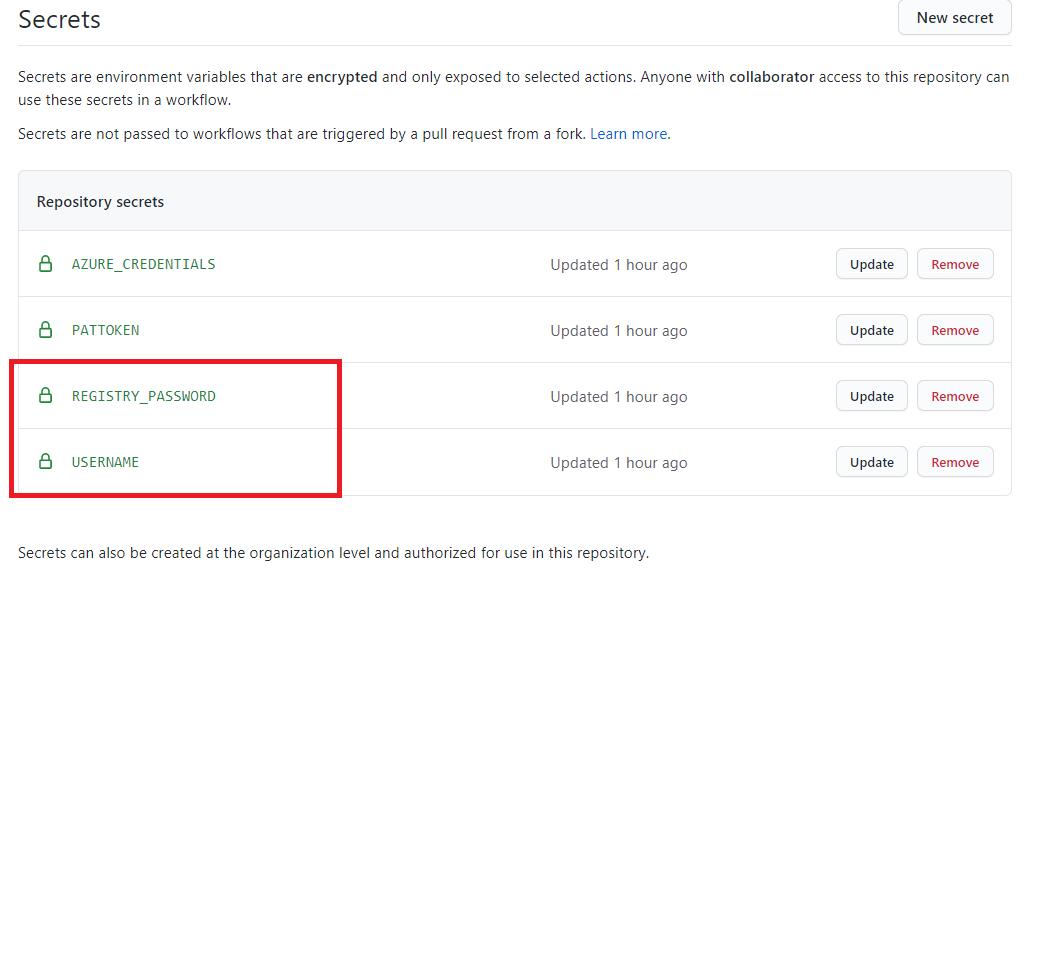 Secrets
New secret
Secrets are environment variables that are encrypted and only exposed to selected actions. Anyone with collaborator access to this repository can
use these secrets in a workflow.
Secrets are not passed to workflows that are triggered by a pull request from a fork. Learn more.
Repository secrets
AZURE_CREDENTIALS Updated 1 hour ago Update Remove
PATTOKEN Updated 1 hour ago Update Remove
REGISTRY_PASSWORD Updated 1 hour ago Update Remove
USERNAME Updated 1 hour ago Update Remove
Secrets can also be created at the organization level and authorized for use in this repository.